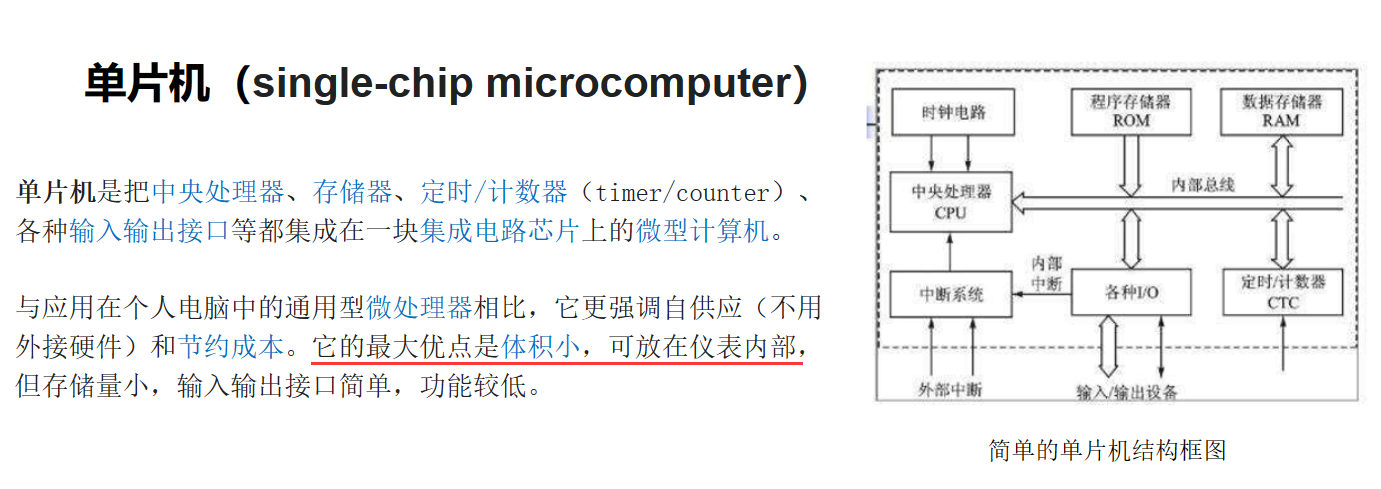 单片机（single-chip microcomputer）
单片机是把中央处理器、存储器、定时/计数器（timer/counter）、
各种输入输出接口等都集成在一块集成电路芯片上的微型计算机。
与应用在个人电脑中的通用型微处理器相比，它更强调自供应（不用
外接硬件）和节约成本。它的最大优点是体积小，可放在仪表内部，
但存储量小，输入输出接口简单，功能较低。
时钟电路
程序存储器
ROM
数据存储器
RAM
中央处理器
CPU
内部总线
中断系统
内部
中断
各种I/O
定时/计数器
CTC
外部中断
输入/输出设备
简单的单片机结构框图